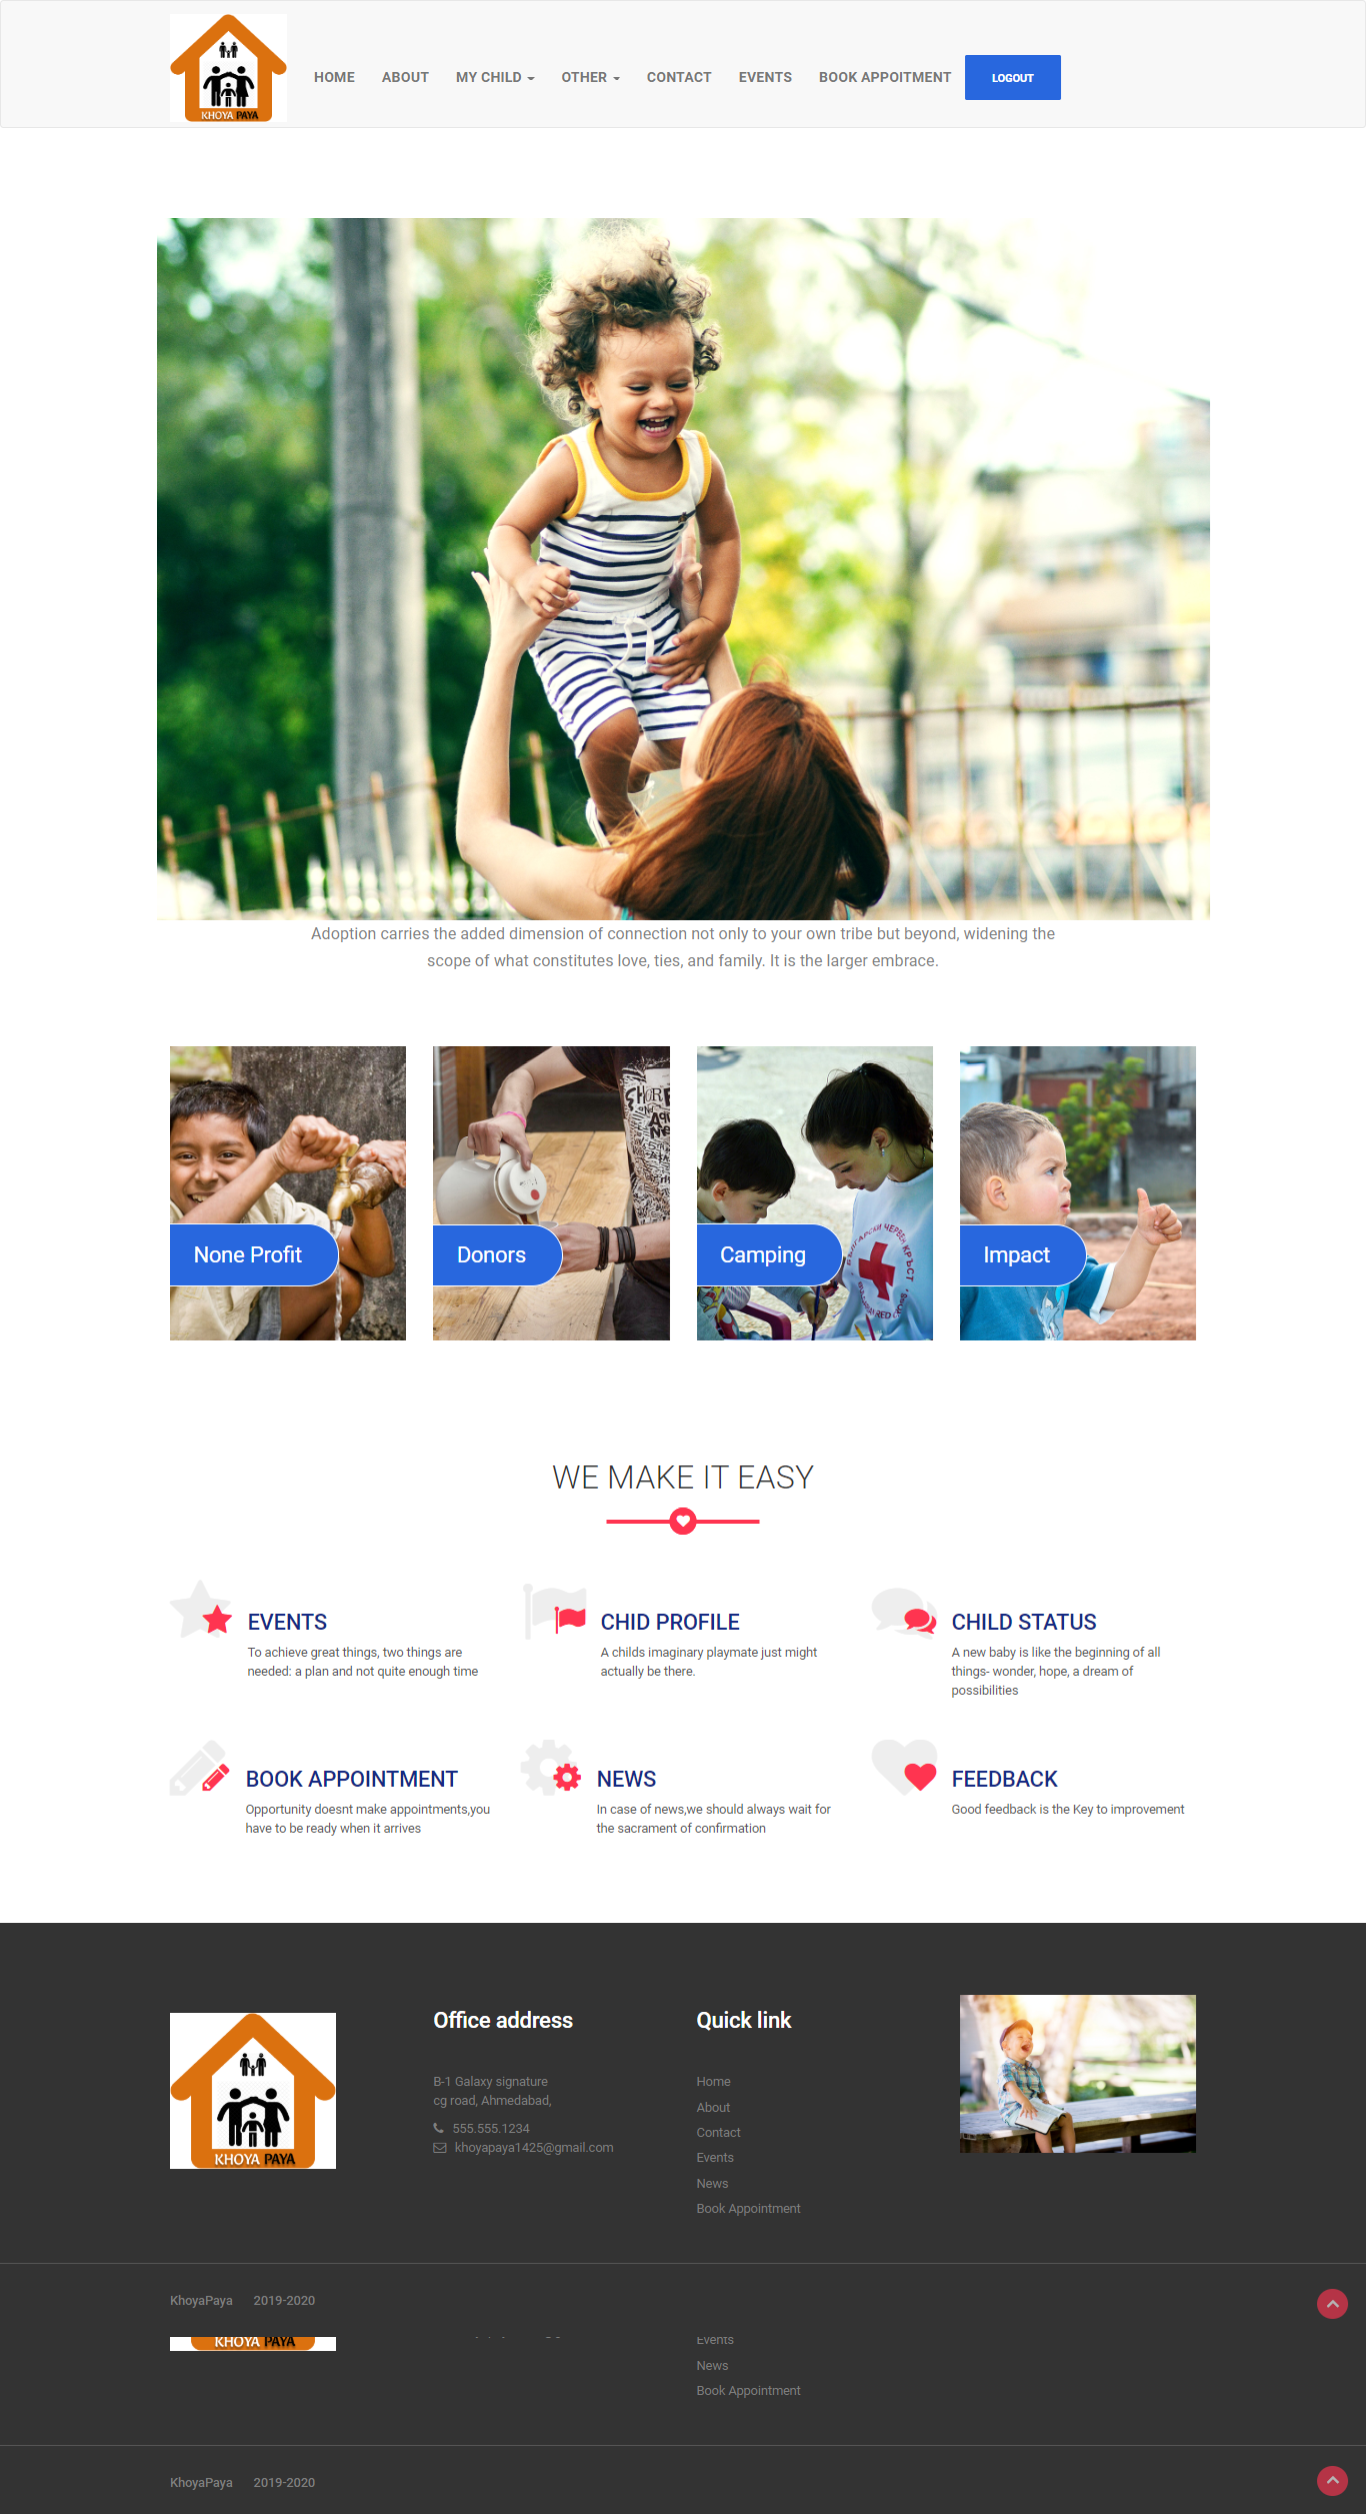 KHOYA PAYA
HOME ABOUT MY CHILD OTHER CONTACT EVENTS BOOK APPOITMENT LOGOUT
Adoption carries the added dimension of connection not only to your own tribe but beyond, widening the
scope of what constitutes love, ties, and family. It is the larger embrace.
None Profit
Donors
Camping
Impact
WE MAKE IT EASY
EVENTS
To achieve great things, two things are
needed: a plan and not quite enough time
CHID PROFILE
A childs imaginary playmate just might
actually be there.
CHILD STATUS
A new baby is like the beginning of all
things- wonder, hope, a dream of
possibilities
BOOK APPOINTMENT
Opportunity doesnt make appointments,you
have to be ready when it arrives
NEWS
In case of news,we should always wait for
the sacrament of confirmation
FEEDBACK
Good feedback is the Key to improvement
KHOYA PAYA
Office address
B-1 Galaxy signature
cg road, Ahmedabad,
555.555.1234
khoyapaya1425@gmail.com
Quick link
Home
About
Contact
Events
News
Book Appointment
KhoyaPaya 2019-2020
KHOYA PAYA
Events
News
Book Appointment
KhoyaPaya 2019-2020